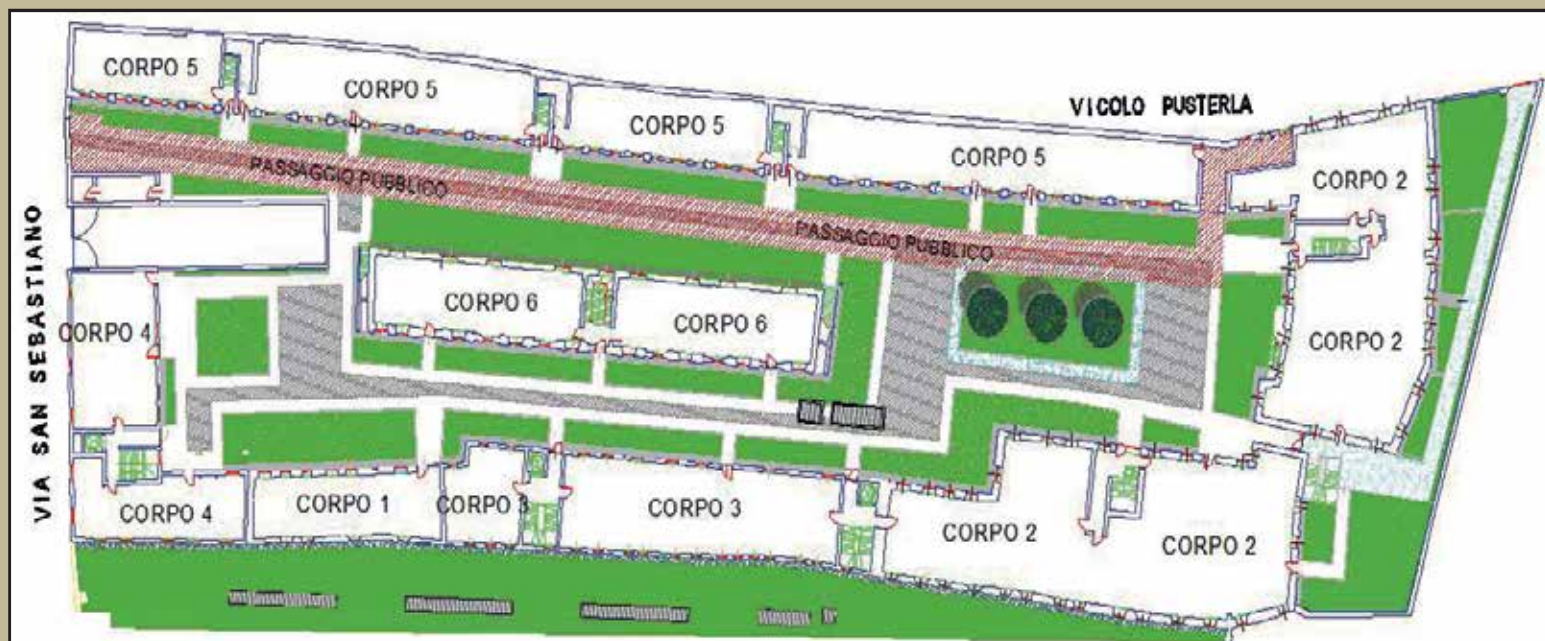 CORPO 5
CORPO 5
CORPO 5
CORPO 5
VICOLO PUSTERLA
CORPO 2
PASSAGGIO PUBBLICO
PASSAGGIO PUBBLICO
VIA SAN SEBASTIANO
CORPO 4
CORPO 6
CORPO 6
CORPO 2
CORPO 4
CORPO 1
CORPO 3
CORPO 3
CORPO 2
CORPO 2